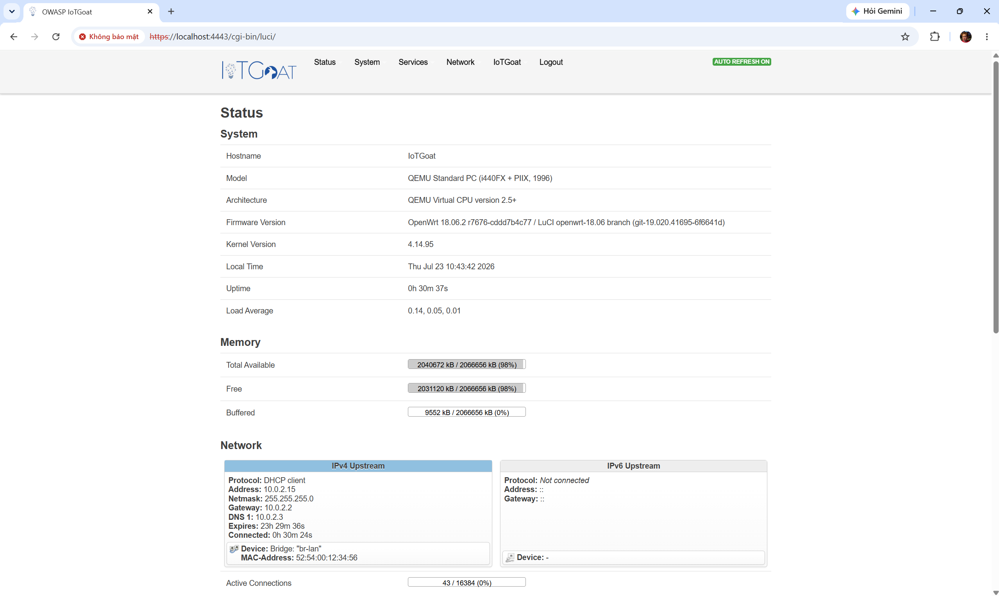 OWASP IoTGoat
Hỏi Gemini
Không bảo mật https://localhost:4443/cgi-bin/luci/
IoTGoat
Status System Services Network IoTGoat Logout
AUTO REFRESH ON
Status
System
Hostname IoTGoat
Model QEMU Standard PC (i440FX + PIIX, 1996)
Architecture QEMU Virtual CPU version 2.5+
Firmware Version OpenWrt 18.06.2 r7676-cddd7b4c77 / LuCI openwrt-18.06 branch (git-19.020.41695-6f6641d)
Kernel Version 4.14.95
Local Time Thu Jul 23 10:43:42 2026
Uptime 0h 30m 37s
Load Average 0.14, 0.05, 0.01
Memory
Total Available 2040672 kB / 2066656 kB (98%)
Free 2031120 kB / 2066656 kB (98%)
Buffered 9552 kB / 2066656 kB (0%)
Network
IPv4 Upstream
Protocol: DHCP client
Address: 10.0.2.15
Netmask: 255.255.255.0
Gateway: 10.0.2.2
DNS 1: 10.0.2.3
Expires: 23h 29m 36s
Connected: 0h 30m 24s
Device: Bridge: "br-lan"
MAC-Address: 52:54:00:12:34:56
IPv6 Upstream
Protocol: Not connected
Address: ::
Gateway: ::
Device: -
Active Connections 43 / 16384 (0%)